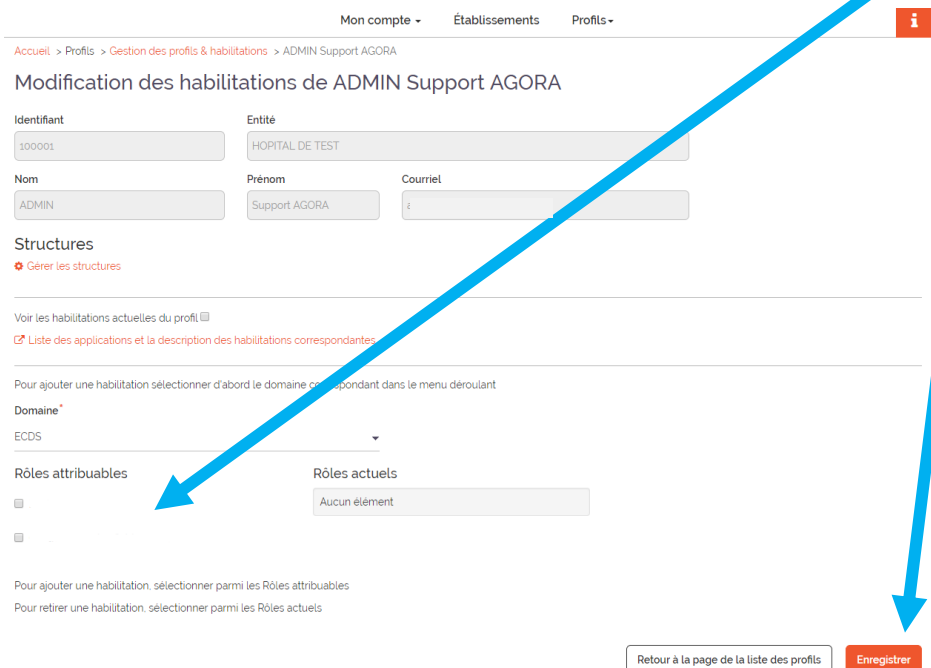 Mon compte Établissements Profils
i
Accueil > Profils > Gestion des profils & habilitations > ADMIN Support AGORA
Modification des habilitations de ADMIN Support AGORA
Identifiant Entité
100001 HOPITAL DE TEST
Nom Prénom Courriel
ADMIN Support AGORA
Structures
Gérer les structures
Voir les habilitations actuelles du profil
Liste des applications et la description des habilitations correspondantes
Pour ajouter une habilitation sélectionner d'abord le domaine correspondant dans le menu déroulant
Domaine*
ECDS
Rôles attribuables Rôles actuels
Aucun élément
Pour ajouter une habilitation, sélectionner parmi les Rôles attribuables
Pour retirer une habilitation, sélectionner parmi les Rôles actuels
Retour à la page de la liste des profils Enregistrer